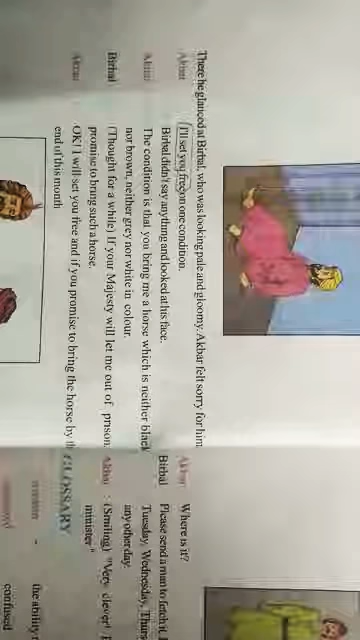 There he glanced at Birbal, who was looking pale and gloomy. Akbar felt sorry for him
Akbar I'll set you free on one condition.
Birbal didn't say anything and looked at his face.
Akbar The condition is that you bring me a horse which is neither black
nor brown, neither grey nor white in colour.
Birbal (Thought for a while) If your Majesty will let me out of prison,
promise to bring such a horse.
Akbar OK! I will set you free and if you promise to bring the horse by th
end of this month
Akbar Where is it?
Birbal Please send a man to fetch it.
Tuesday, Wednesday, Thurs
any other day.
Akbar : (Smiling) "Very clever!
minister"
GLOSSARY
- the ability
confused